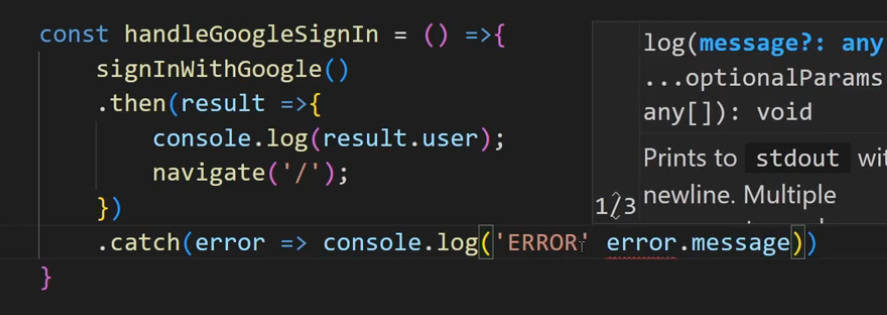 const handleGoogleSignIn = () =>{
signInWithGoogle()
.then(result =>{
console.log(result.user);
navigate('/');
})
.catch(error => console.log('ERROR' error.message))
}
log(message?: any
...optionalParams
any[]): void
Prints to stdout wi
newline. Multiple
1/3